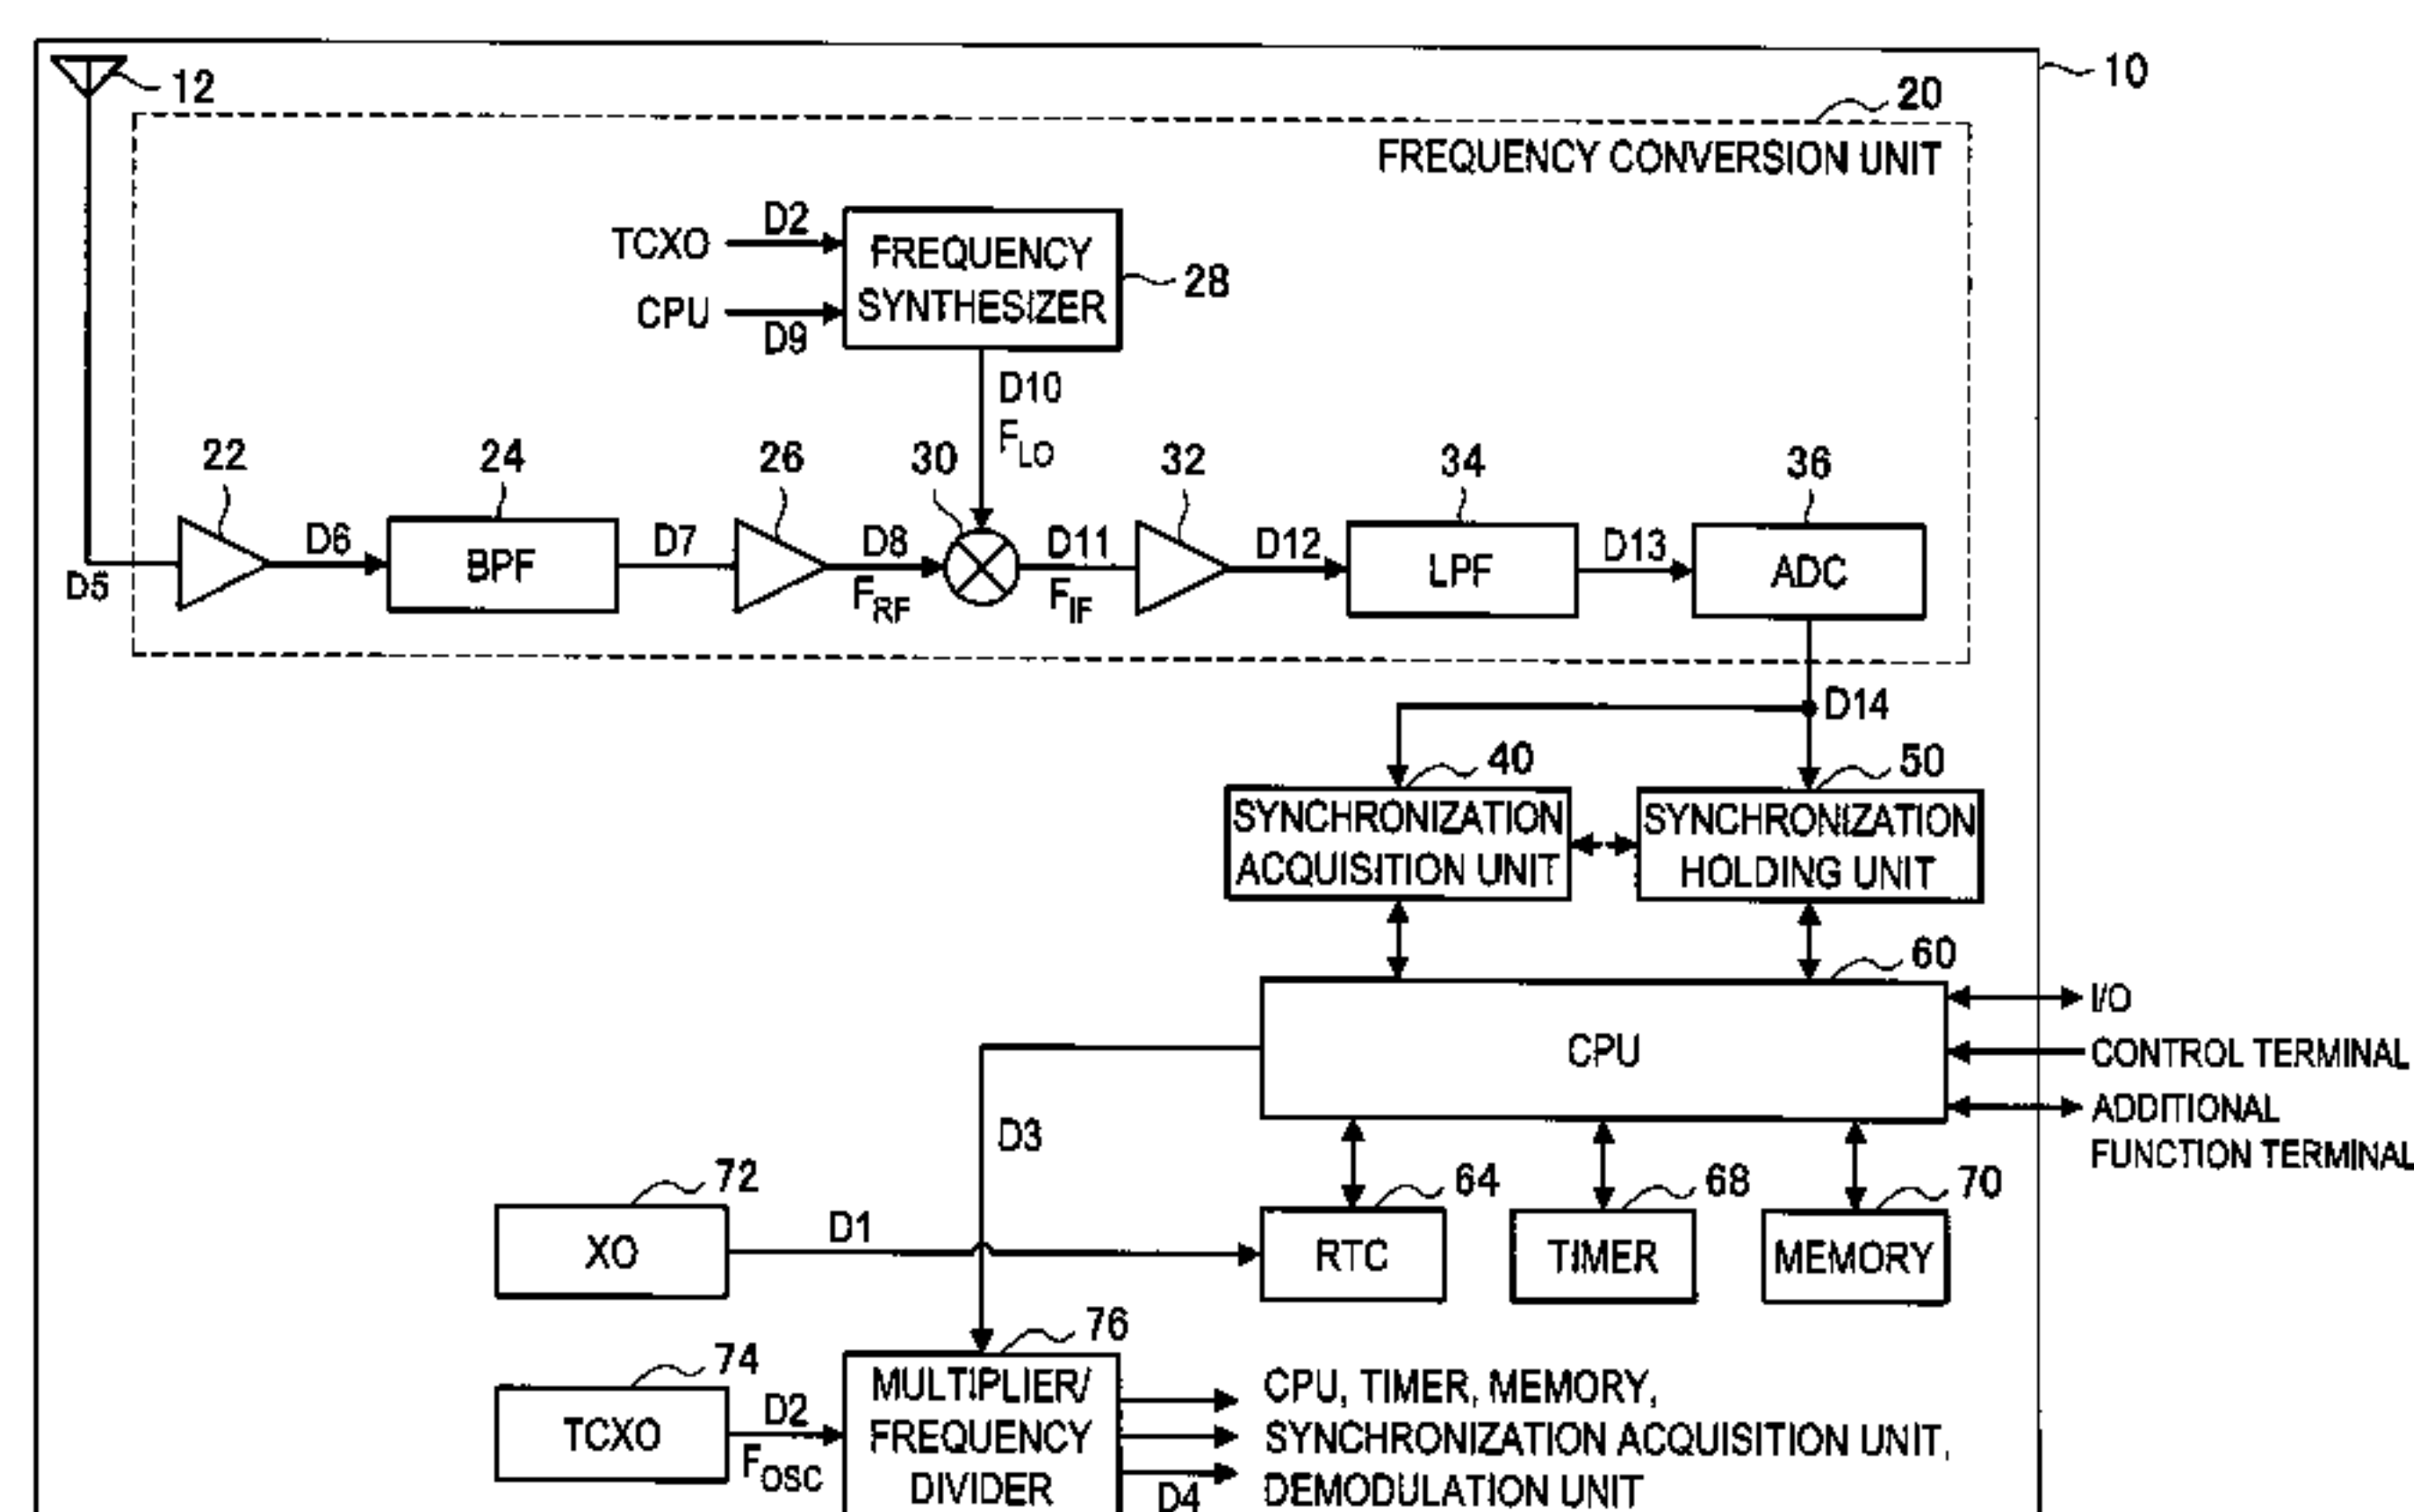 12
10
20
FREQUENCY CONVERSION UNIT
TCXO
D2
CPU
D9
FREQUENCY
SYNTHESIZER
28
D10
FLO
22
24
26
30
32
34
36
D5
D6
BPF
D7
D8
FRF
D11
FIF
D12
LPF
D13
ADC
D14
40
50
SYNCHRONIZATION
ACQUISITION UNIT
SYNCHRONIZATION
HOLDING UNIT
60
CPU
I/O
CONTROL TERMINAL
ADDITIONAL
FUNCTION TERMINAL
D3
72
XO
D1
64
RTC
68
TIMER
70
MEMORY
74
TCXO
D2
FOSC
76
MULTIPLIER/
FREQUENCY
DIVIDER
D4
CPU, TIMER, MEMORY,
SYNCHRONIZATION ACQUISITION UNIT,
DEMODULATION UNIT